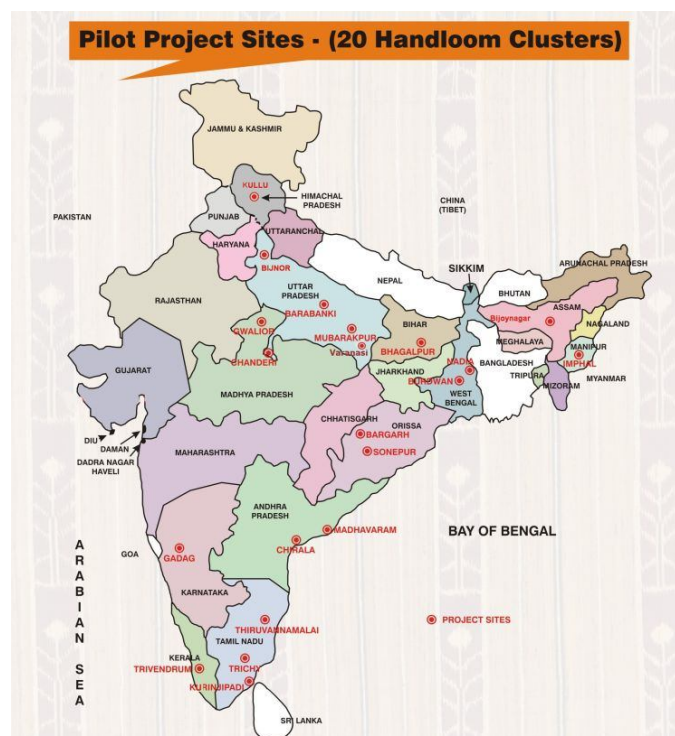 Pilot Project Sites - (20 Handloom Clusters)
JAMMU & KASHMIR
KULLU
HIMACHAL
PRADESH
CHINA
(TIBET)
PAKISTAN
PUNJAB
UTTARANCHAL
HARYANA
BIJNOR
SIKKIM
ARUNACHAL PRADESH
NEPAL
BHUTAN
RAJASTHAN
UTTAR
PRADESH
BARABANKI
ASSAM
Bijoynagar
NAGALAND
GWALIOR
MUBARAKPUR
Varanasi
BIHAR
BHAGALPUR
MEGHALAYA
MANIPUR
IMPHAL
CHANDERI
GUJARAT
JHARKHAND
NADIA
BANGLADESH
TRIPURA
MIZORAM
MYANMAR
BURDWAN
MADHYA PRADESH
WEST
BENGAL
CHHATISGARH
ORISSA
BARGARH
SONEPUR
DIU
DAMAN
DADRA NAGAR
HAVELI
MAHARASHTRA
ANDHRA
PRADESH
MADHAVARAM
BAY OF BENGAL
CHIRALA
GOA
GADAG
ARABIAN SEA
KARNATAKA
THIRUVANNAMALAI
PROJECT SITES
TAMIL NADU
KERALA
TRIVENDRUM
TRICHY
KURINJIPADI
SRI LANKA